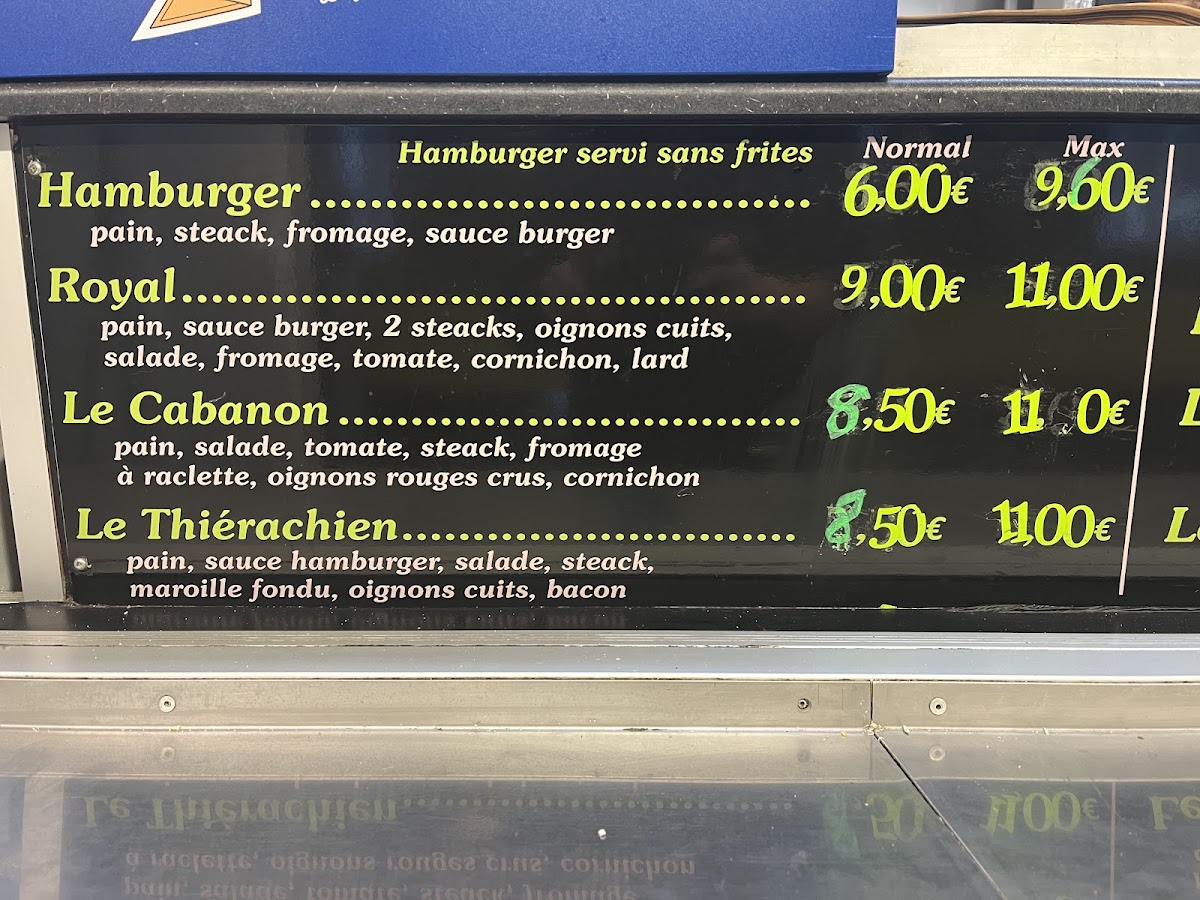 Hamburger servi sans frites Normal Max
Hamburger ................................. 6,00€ 9,60€
pain, steack, fromage, sauce burger
Royal.......................................... 9,00€ 11,00€
pain, sauce burger, 2 steacks, oignons cuits,
salade, fromage, tomate, cornichon, lard
Le Cabanon ................................ 8,50€ 11 0€
pain, salade, tomate, steack, fromage
à raclette, oignons rouges crus, cornichon
Le Thiérachien........................... 8,50€ 11,00€
pain, sauce hamburger, salade, steack,
maroille fondu, oignons cuits, bacon